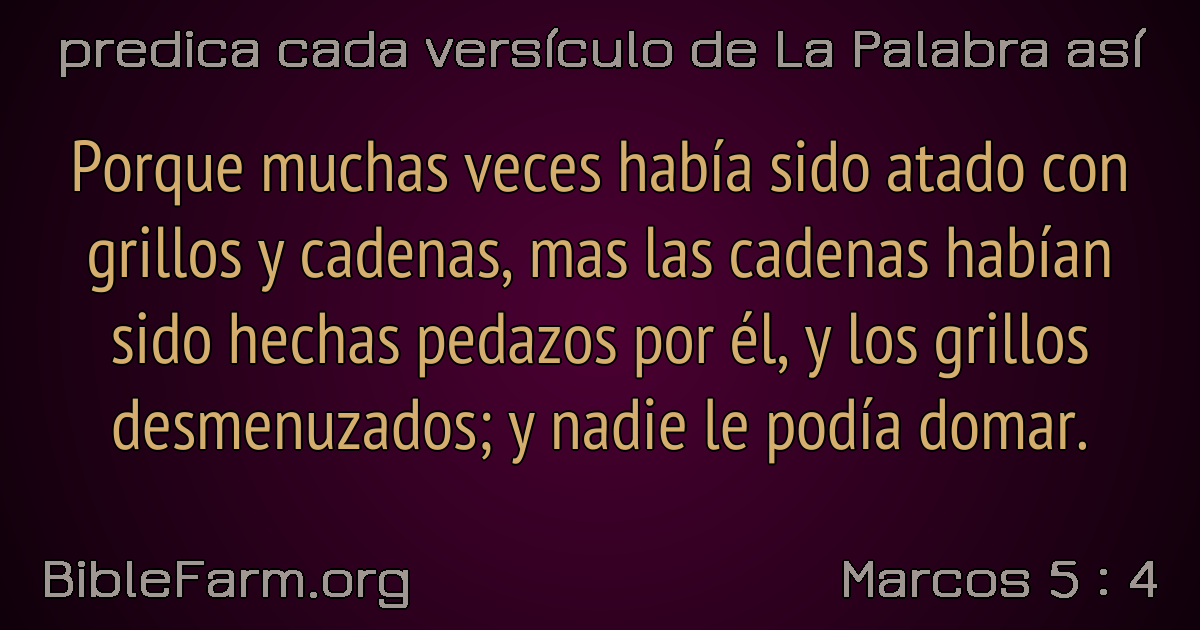 predica cada versículo de La Palabra así
Porque muchas veces había sido atado con
grillos y cadenas, mas las cadenas habían
sido hechas pedazos por él, y los grillos
desmenuzados; y nadie le podía domar.
BibleFarm.org
Marcos 5 : 4